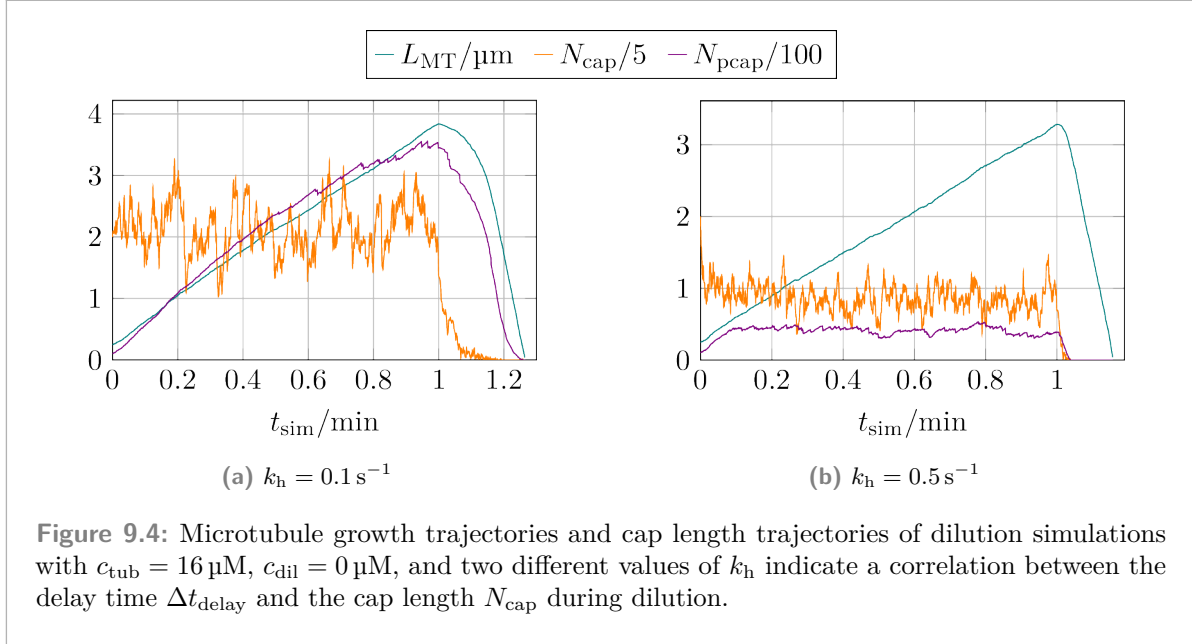 L_MT/µm N_cap/5 N_pcap/100
4
3
2
1
0
0 0.2 0.4 0.6 0.8 1 1.2
t_sim/min
(a) k_h = 0.1 s⁻¹
3
2
1
0
0 0.2 0.4 0.6 0.8 1
t_sim/min
(b) k_h = 0.5 s⁻¹
Figure 9.4: Microtubule growth trajectories and cap length trajectories of dilution simulations
with c_tub = 16 µM, c_dil = 0 µM, and two different values of k_h indicate a correlation between the
delay time Δt_delay and the cap length N_cap during dilution.